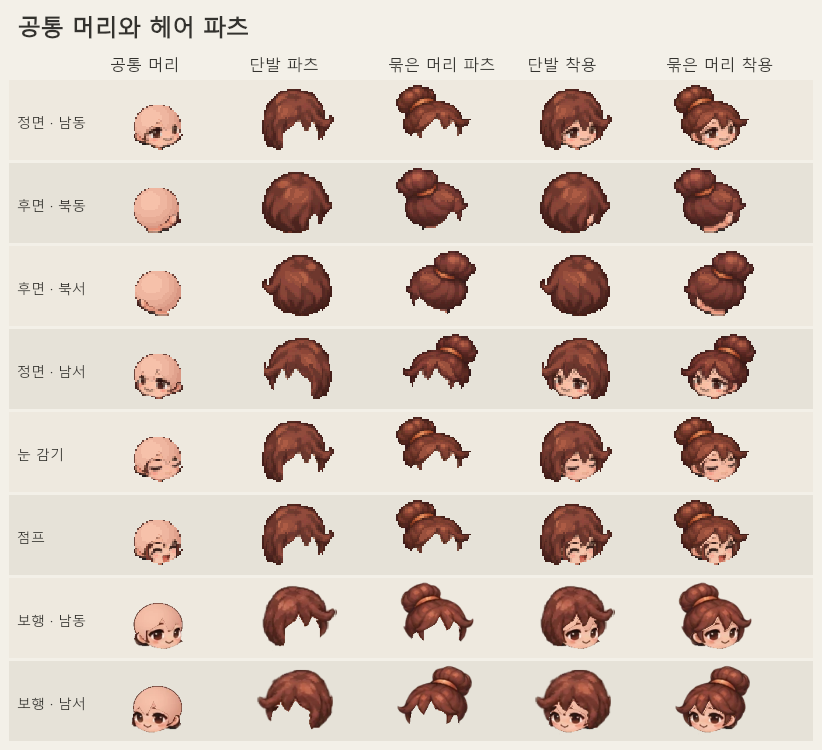 공통 머리와 헤어 파츠
공통 머리 단발 파츠 묶은 머리 파츠 단발 착용 묶은 머리 착용
정면 · 남동
후면 · 북동
후면 · 북서
정면 · 남서
눈 감기
점프
보행 · 남동
보행 · 남서